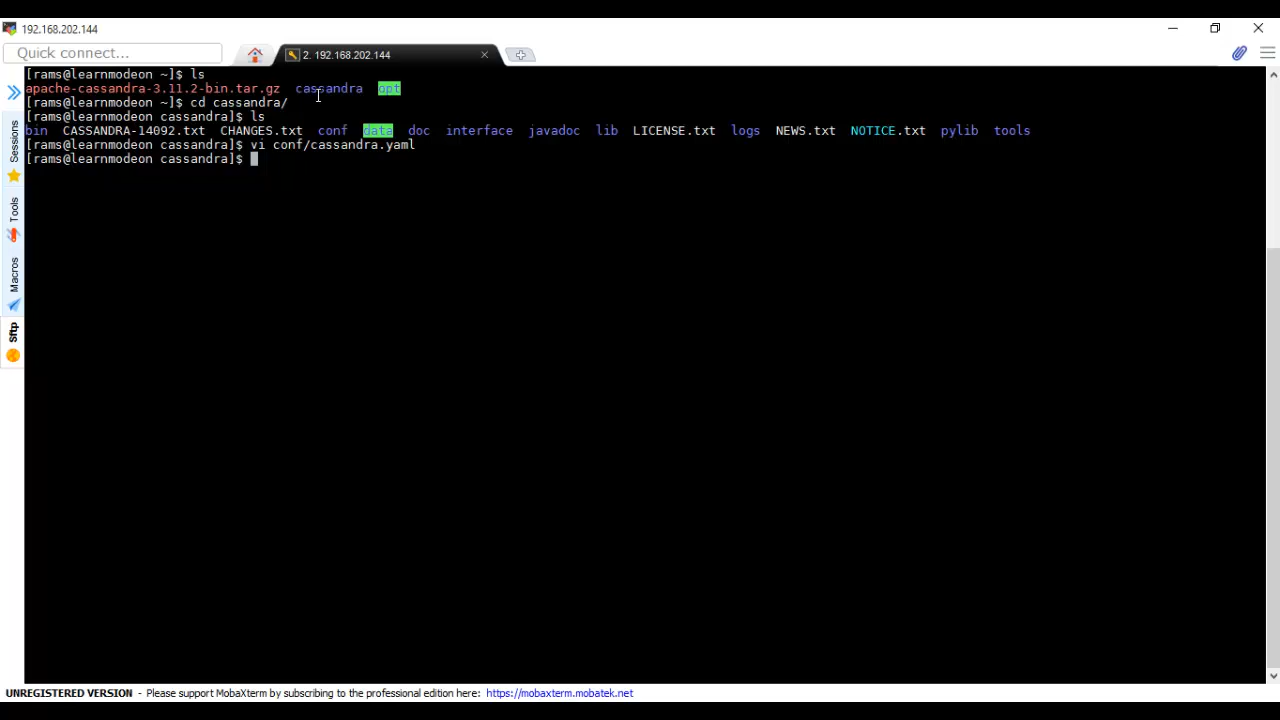 192.168.202.144
Quick connect...
2. 192.168.202.144
[rams@learnmodeon ~]$ ls
apache-cassandra-3.11.2-bin.tar.gz cassandra opt
[rams@learnmodeon ~]$ cd cassandra/
[rams@learnmodeon cassandra]$ ls
bin CASSANDRA-14092.txt CHANGES.txt conf data doc interface javadoc lib LICENSE.txt logs NEWS.txt NOTICE.txt pylib tools
[rams@learnmodeon cassandra]$ vi conf/cassandra.yaml
[rams@learnmodeon cassandra]$
Sessions
Tools
Macros
Sftp
UNREGISTERED VERSION - Please support MobaXterm by subscribing to the professional edition here: https://mobaxterm.mobatek.net